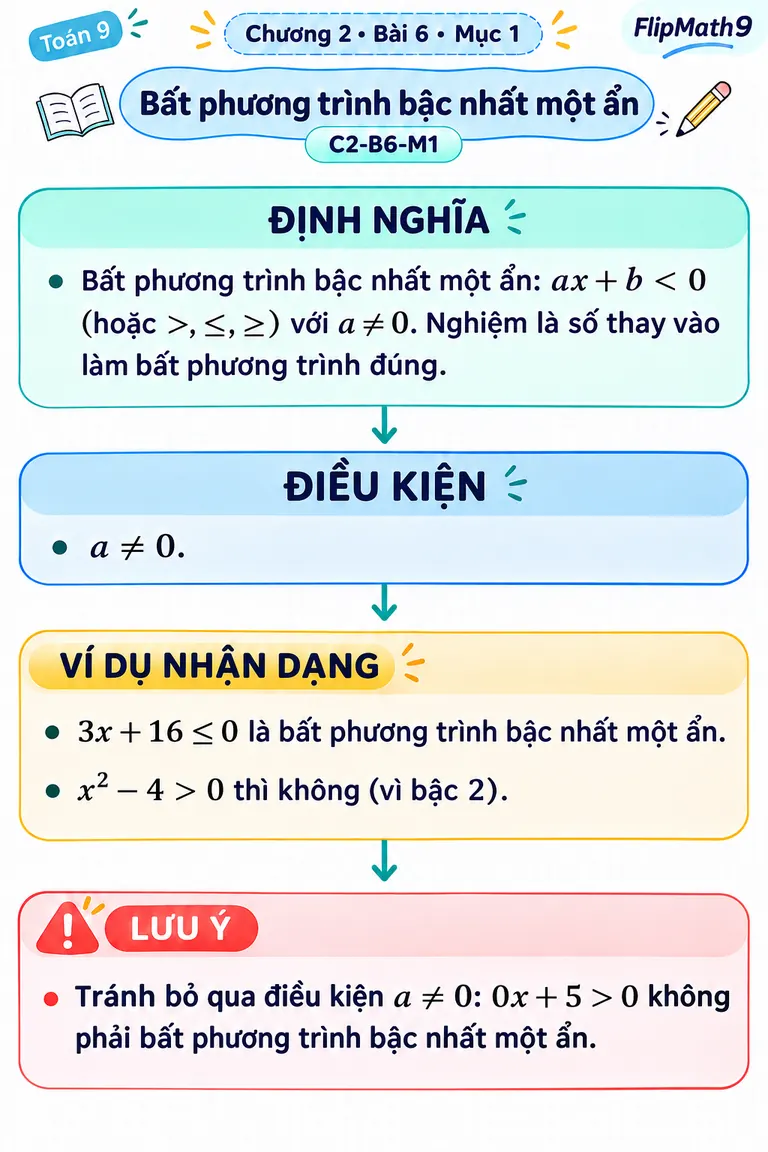 Toán 9
Chương 2 • Bài 6 • Mục 1
FlipMath9
Bất phương trình bậc nhất một ẩn
C2-B6-M1
ĐỊNH NGHĨA
• Bất phương trình bậc nhất một ẩn: ax + b < 0
(hoặc >, ≤, ≥) với a ≠ 0. Nghiệm là số thay vào
làm bất phương trình đúng.
ĐIỀU KIỆN
• a ≠ 0.
VÍ DỤ NHẬN DẠNG
• 3x + 16 ≤ 0 là bất phương trình bậc nhất một ẩn.
• x² − 4 > 0 thì không (vì bậc 2).
LƯU Ý
• Tránh bỏ qua điều kiện a ≠ 0: 0x + 5 > 0 không
phải bất phương trình bậc nhất một ẩn.